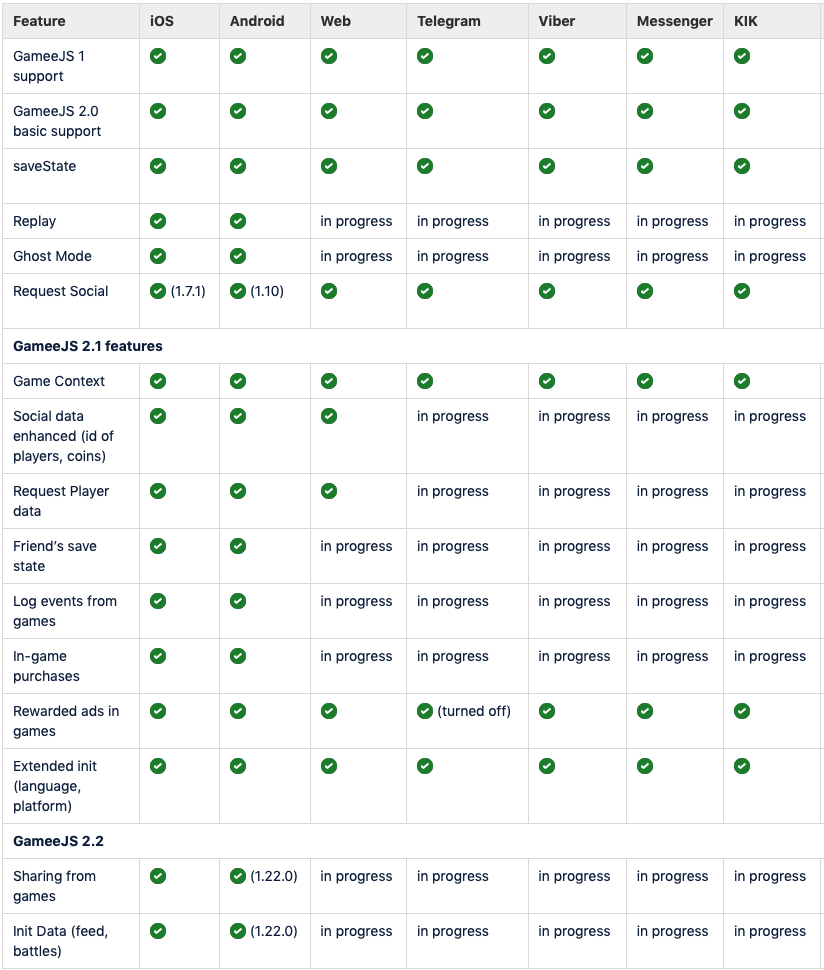 Feature iOS Android Web Telegram Viber Messenger KIK
GameeJS 1
support
GameeJS 2.0
basic support
saveState
Replay in progress in progress in progress in progress in progress
Ghost Mode in progress in progress in progress in progress in progress
Request Social (1.7.1) (1.10)
GameeJS 2.1 features
Game Context
Social data in progress in progress in progress in progress
enhanced (id of
players, coins)
Request Player in progress in progress in progress in progress
data
Friend’s save in progress in progress in progress in progress in progress
state
Log events from in progress in progress in progress in progress in progress
games
In-game in progress in progress in progress in progress in progress
purchases
Rewarded ads in (turned off)
games
Extended init
(language,
platform)
GameeJS 2.2
Sharing from (1.22.0) in progress in progress in progress in progress in progress
games
Init Data (feed, (1.22.0) in progress in progress in progress in progress in progress
battles)